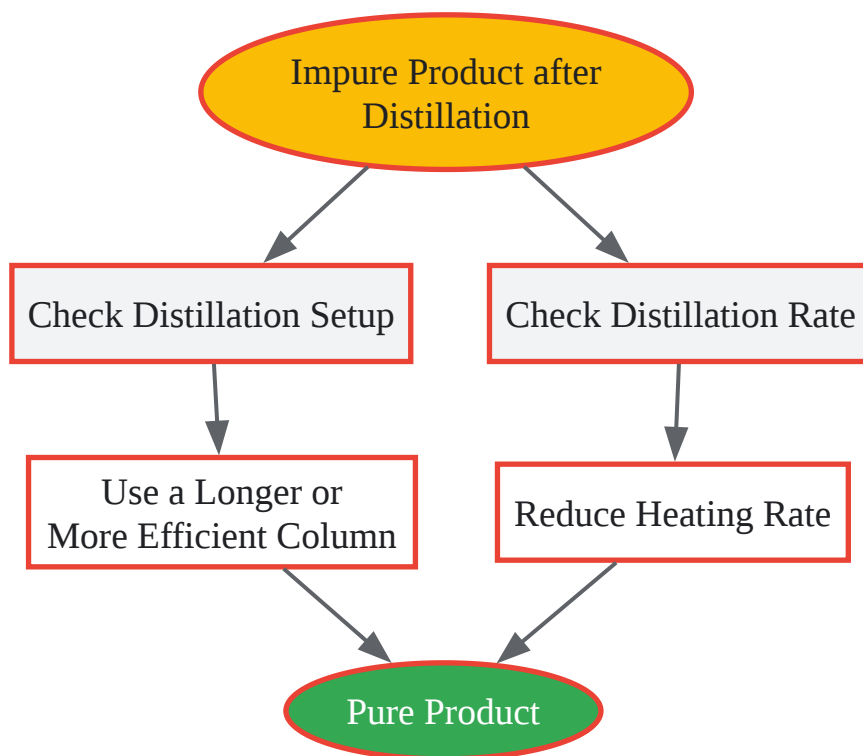 Impure Product after
Distillation
Check Distillation Setup
Check Distillation Rate
Use a Longer or
More Efficient Column
Reduce Heating Rate
Pure Product